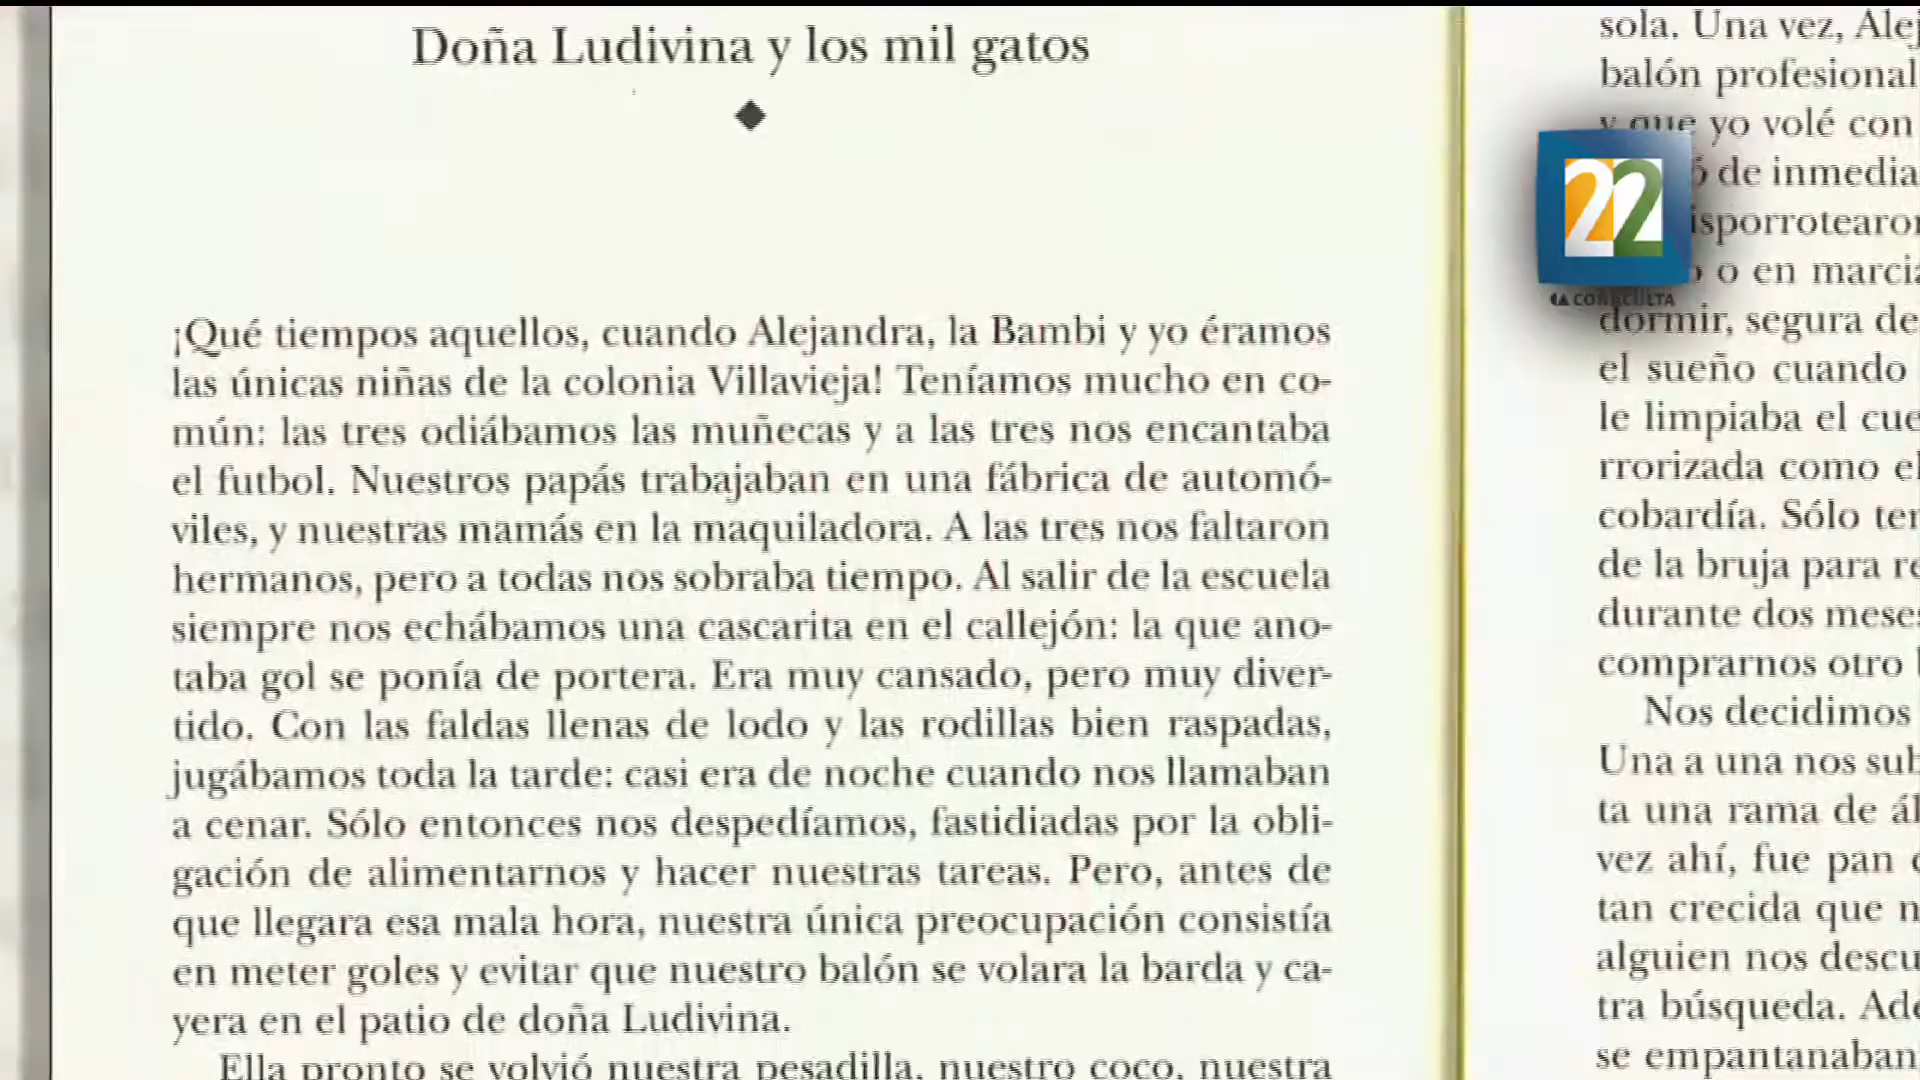 Doña Ludivina y los mil gatos
¡Qué tiempos aquellos, cuando Alejandra, la Bambi y yo éramos
las únicas niñas de la colonia Villavieja! Teníamos mucho en co-
mún: las tres odiábamos las muñecas y a las tres nos encantaba
el futbol. Nuestros papás trabajaban en una fábrica de automó-
viles, y nuestras mamás en la maquiladora. A las tres nos faltaron
hermanos, pero a todas nos sobraba tiempo. Al salir de la escuela
siempre nos echábamos una cascarita en el callejón: la que ano-
taba gol se ponía de portera. Era muy cansado, pero muy diver-
tido. Con las faldas llenas de lodo y las rodillas bien raspadas,
jugábamos toda la tarde: casi era de noche cuando nos llamaban
a cenar. Sólo entonces nos despedíamos, fastidiadas por la obli-
gación de alimentarnos y hacer nuestras tareas. Pero, antes de
que llegara esa mala hora, nuestra única preocupación consistía
en meter goles y evitar que nuestro balón se volara la barda y ca-
yera en el patio de doña Ludivina.
Ella pronto se volvió nuestra pesadilla, nuestro coco, nuestra
sola. Una vez,
balón profesional
y que yo volé con
de
22
o en
dormir, segura de
el sueño cuando
le limpiaba el
rrorizada como
cobardía. Sólo
de la bruja para
durante dos
comprarnos otro
Nos decidimos
Una a una nos
ta una rama de
vez ahí, fue pan
tan crecida que
alguien nos
tra búsqueda.
se empantanaban